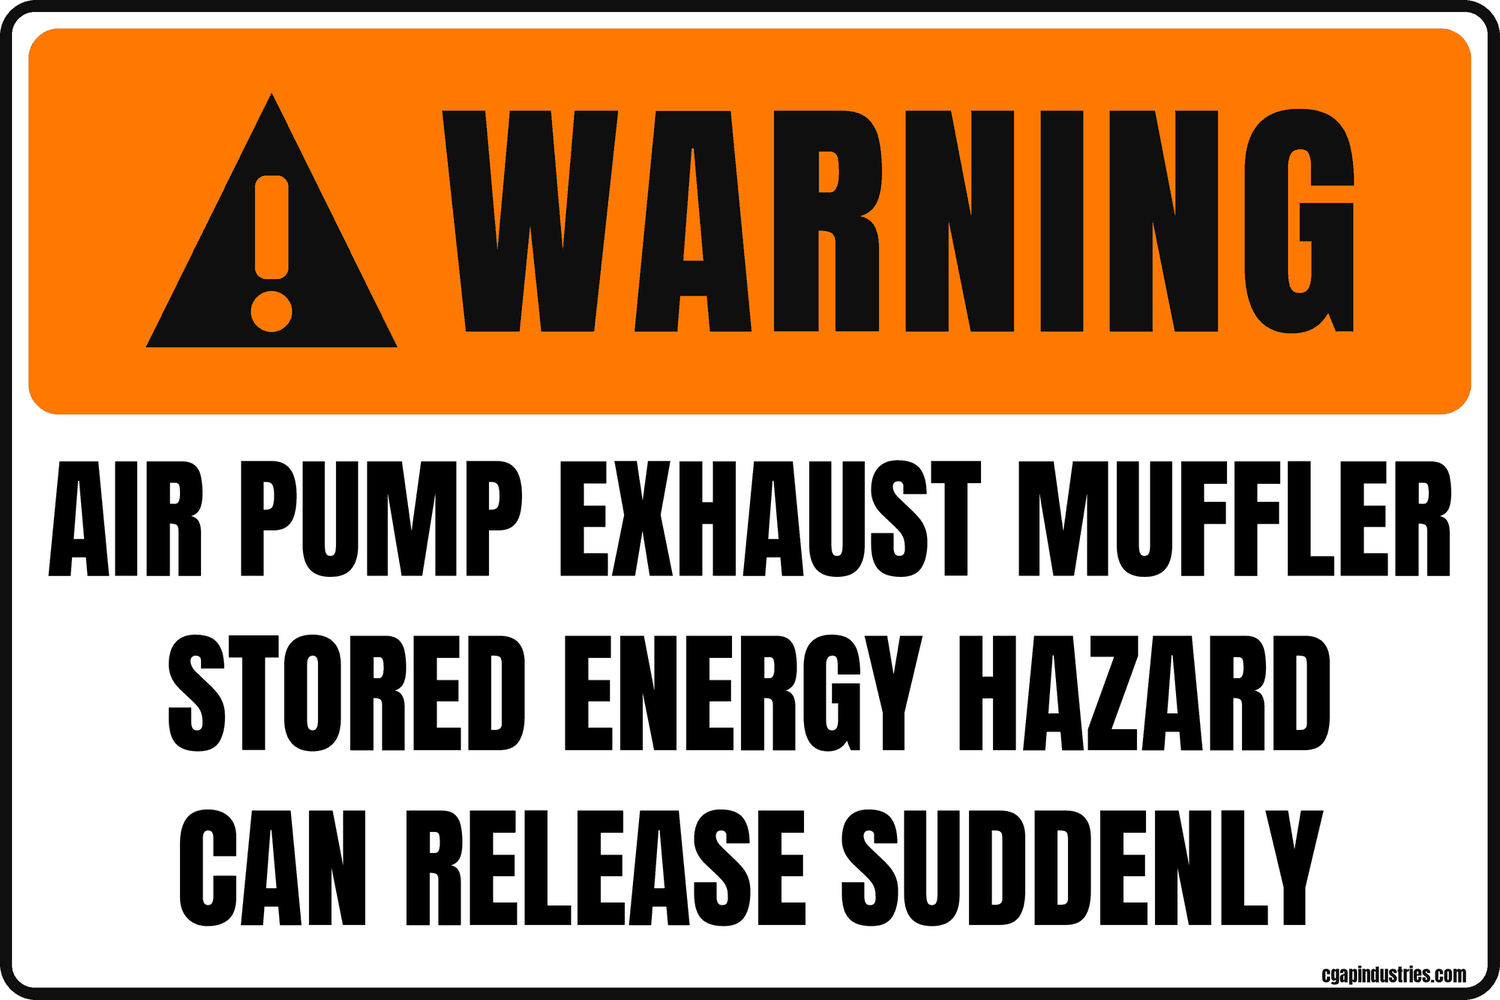 WARNING
AIR PUMP EXHAUST MUFFLER
STORED ENERGY HAZARD
CAN RELEASE SUDDENLY
cgapindustries.com